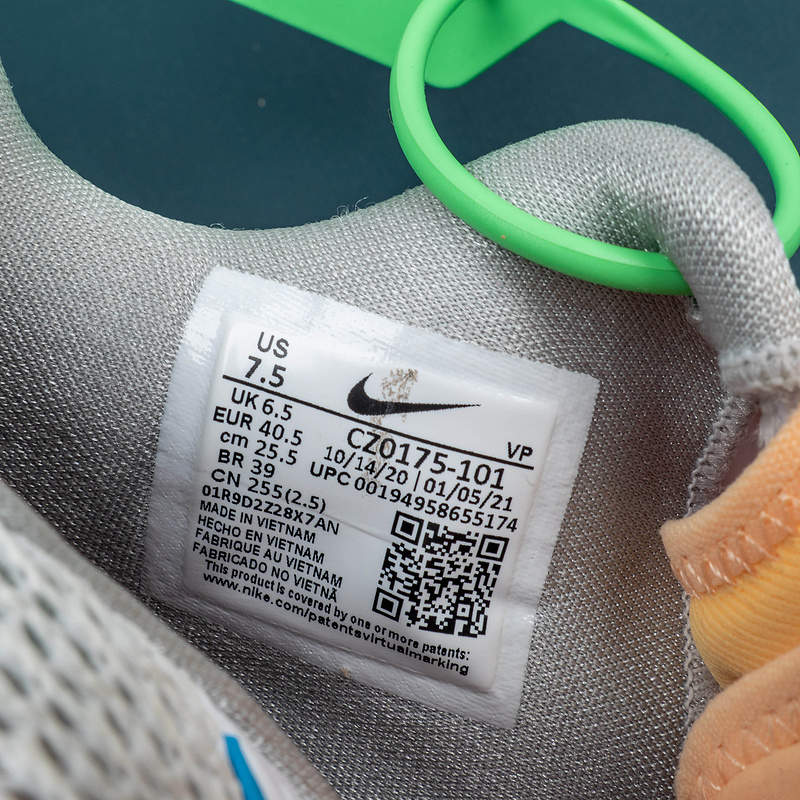 US
7.5
UK 6.5
EUR 40.5
cm 25.5
BR 39
CN 255(2.5)
VP
CZ0175-101
10/14/20 | 01/05/21
UPC 00194958655174
01R9D2Z28X7AN
MADE IN VIETNAM
HECHO EN VIETNAM
FABRIQUE AU VIETNAM
FABRICADO NO VIETNÃ
This product is covered by one or more patents:
www.nike.com/patentsvirtualmarking